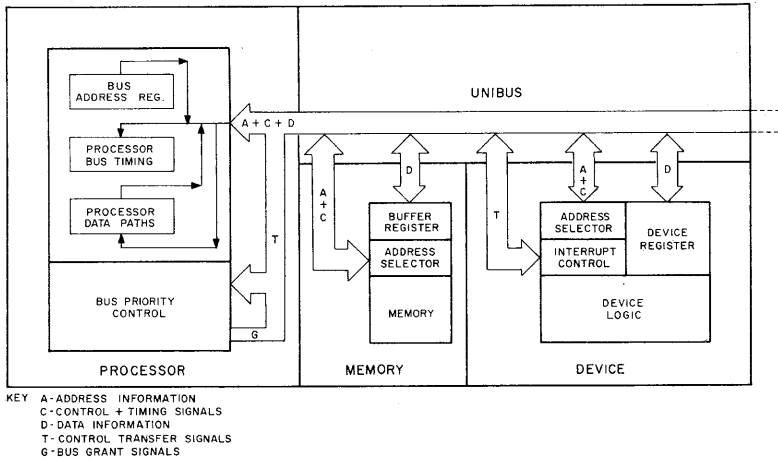 BUS
ADDRESS REG.
PROCESSOR
BUS TIMING
PROCESSOR
DATA PATHS
BUS PRIORITY
CONTROL
PROCESSOR
A + C + D
T
G
UNIBUS
A
+
C
D
BUFFER
REGISTER
ADDRESS
SELECTOR
MEMORY
MEMORY
T
A
+
C
D
ADDRESS
SELECTOR
INTERRUPT
CONTROL
DEVICE
REGISTER
DEVICE
LOGIC
DEVICE
KEY A-ADDRESS INFORMATION
C-CONTROL + TIMING SIGNALS
D-DATA INFORMATION
T-CONTROL TRANSFER SIGNALS
G-BUS GRANT SIGNALS